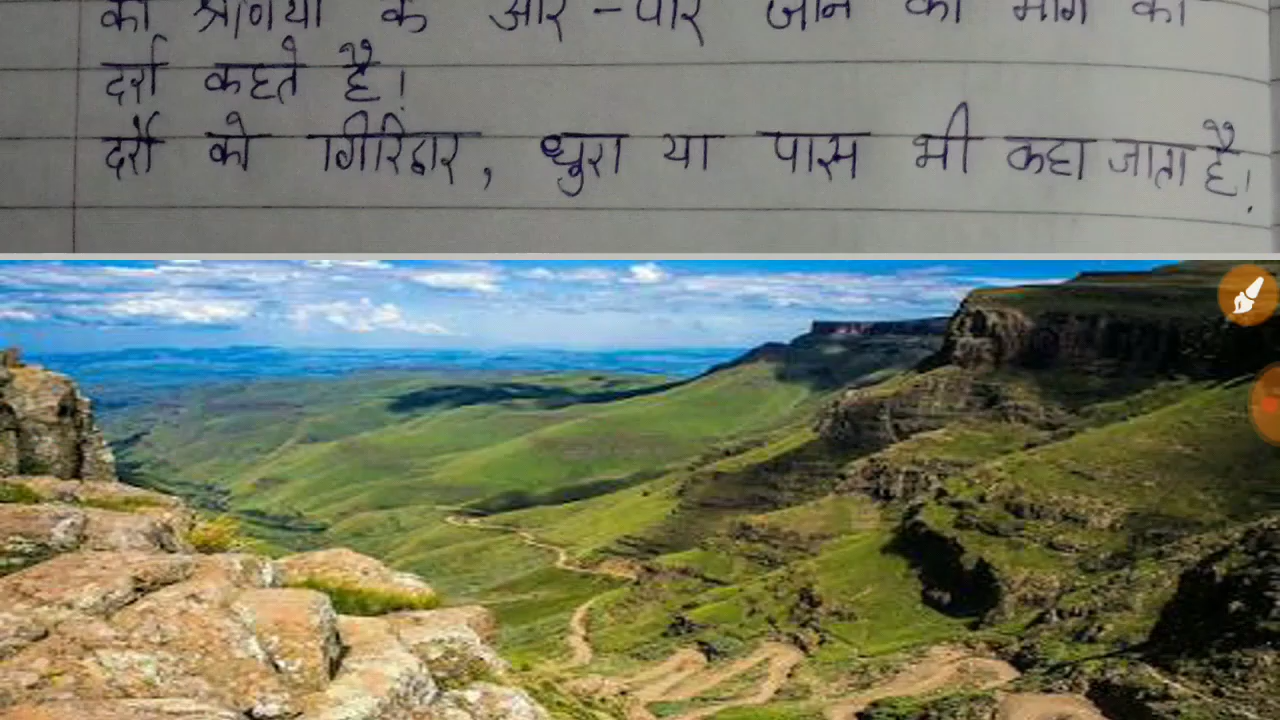 की श्रेणियों के आर-पार जाने का मार्ग को
दर्रा कहते है।
दर्रो को गिरिद्वार, धुरा या पास भी कहा जाता है।